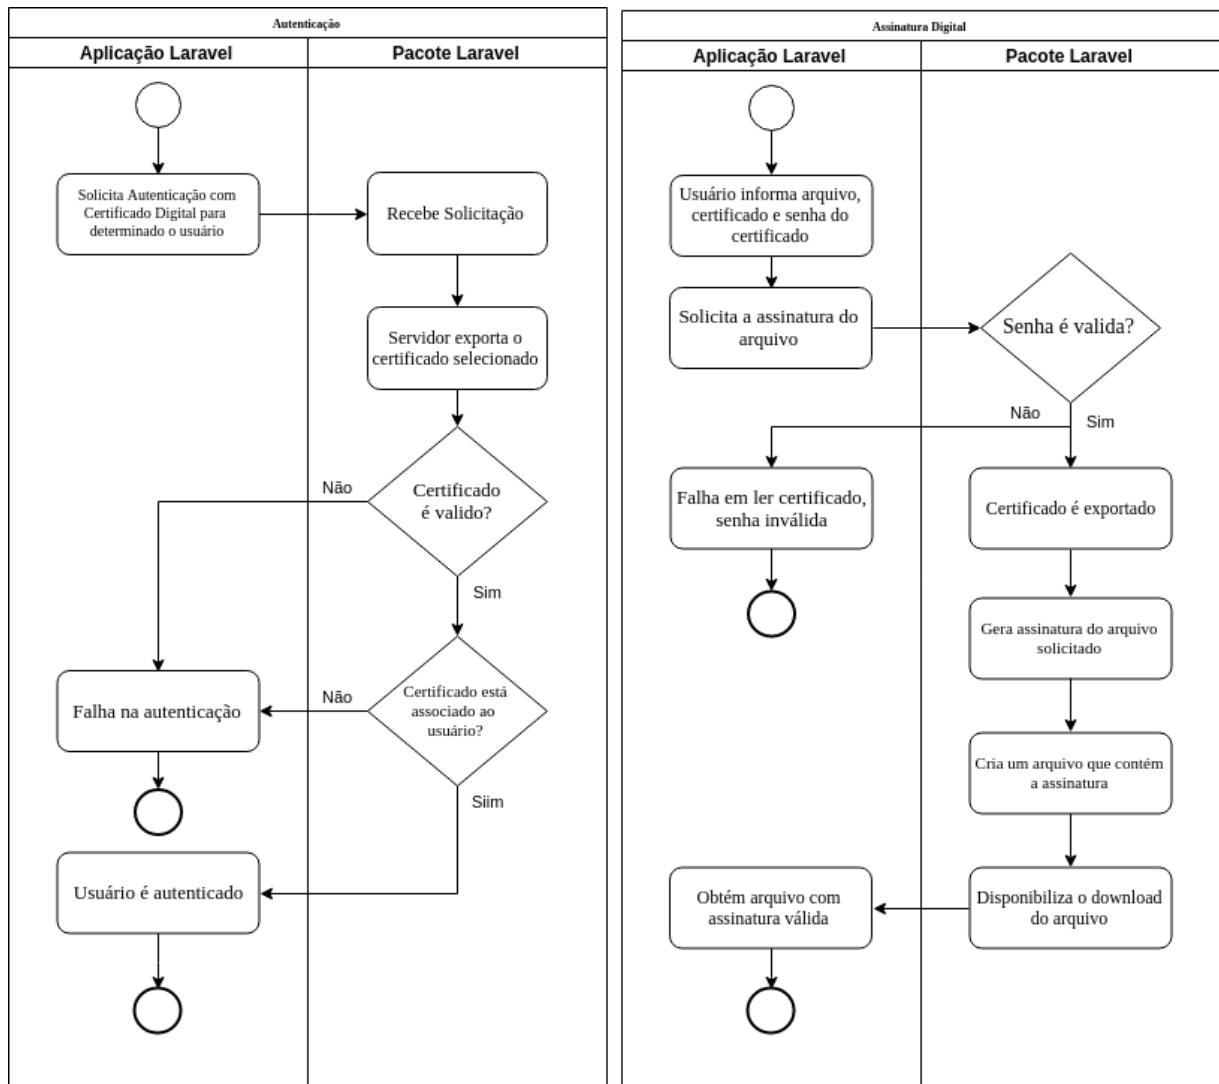 Autenticação
Aplicação Laravel
Pacote Laravel
Solicita Autenticação com
Certificado Digital para
determinado o usuário
Recebe Solicitação
Servidor exporta o
certificado selecionado
Certificado
é valido?
Não
Sim
Certificado está
associado ao
usuário?
Não
Falha na autenticação
Siim
Usuário é autenticado
Assinatura Digital
Aplicação Laravel
Pacote Laravel
Usuário informa arquivo,
certificado e senha do
certificado
Solicita a assinatura do
arquivo
Senha é valida?
Não
Sim
Falha em ler certificado,
senha inválida
Certificado é exportado
Gera assinatura do arquivo
solicitado
Cria um arquivo que contém
a assinatura
Disponibiliza o download
do arquivo
Obtém arquivo com
assinatura válida